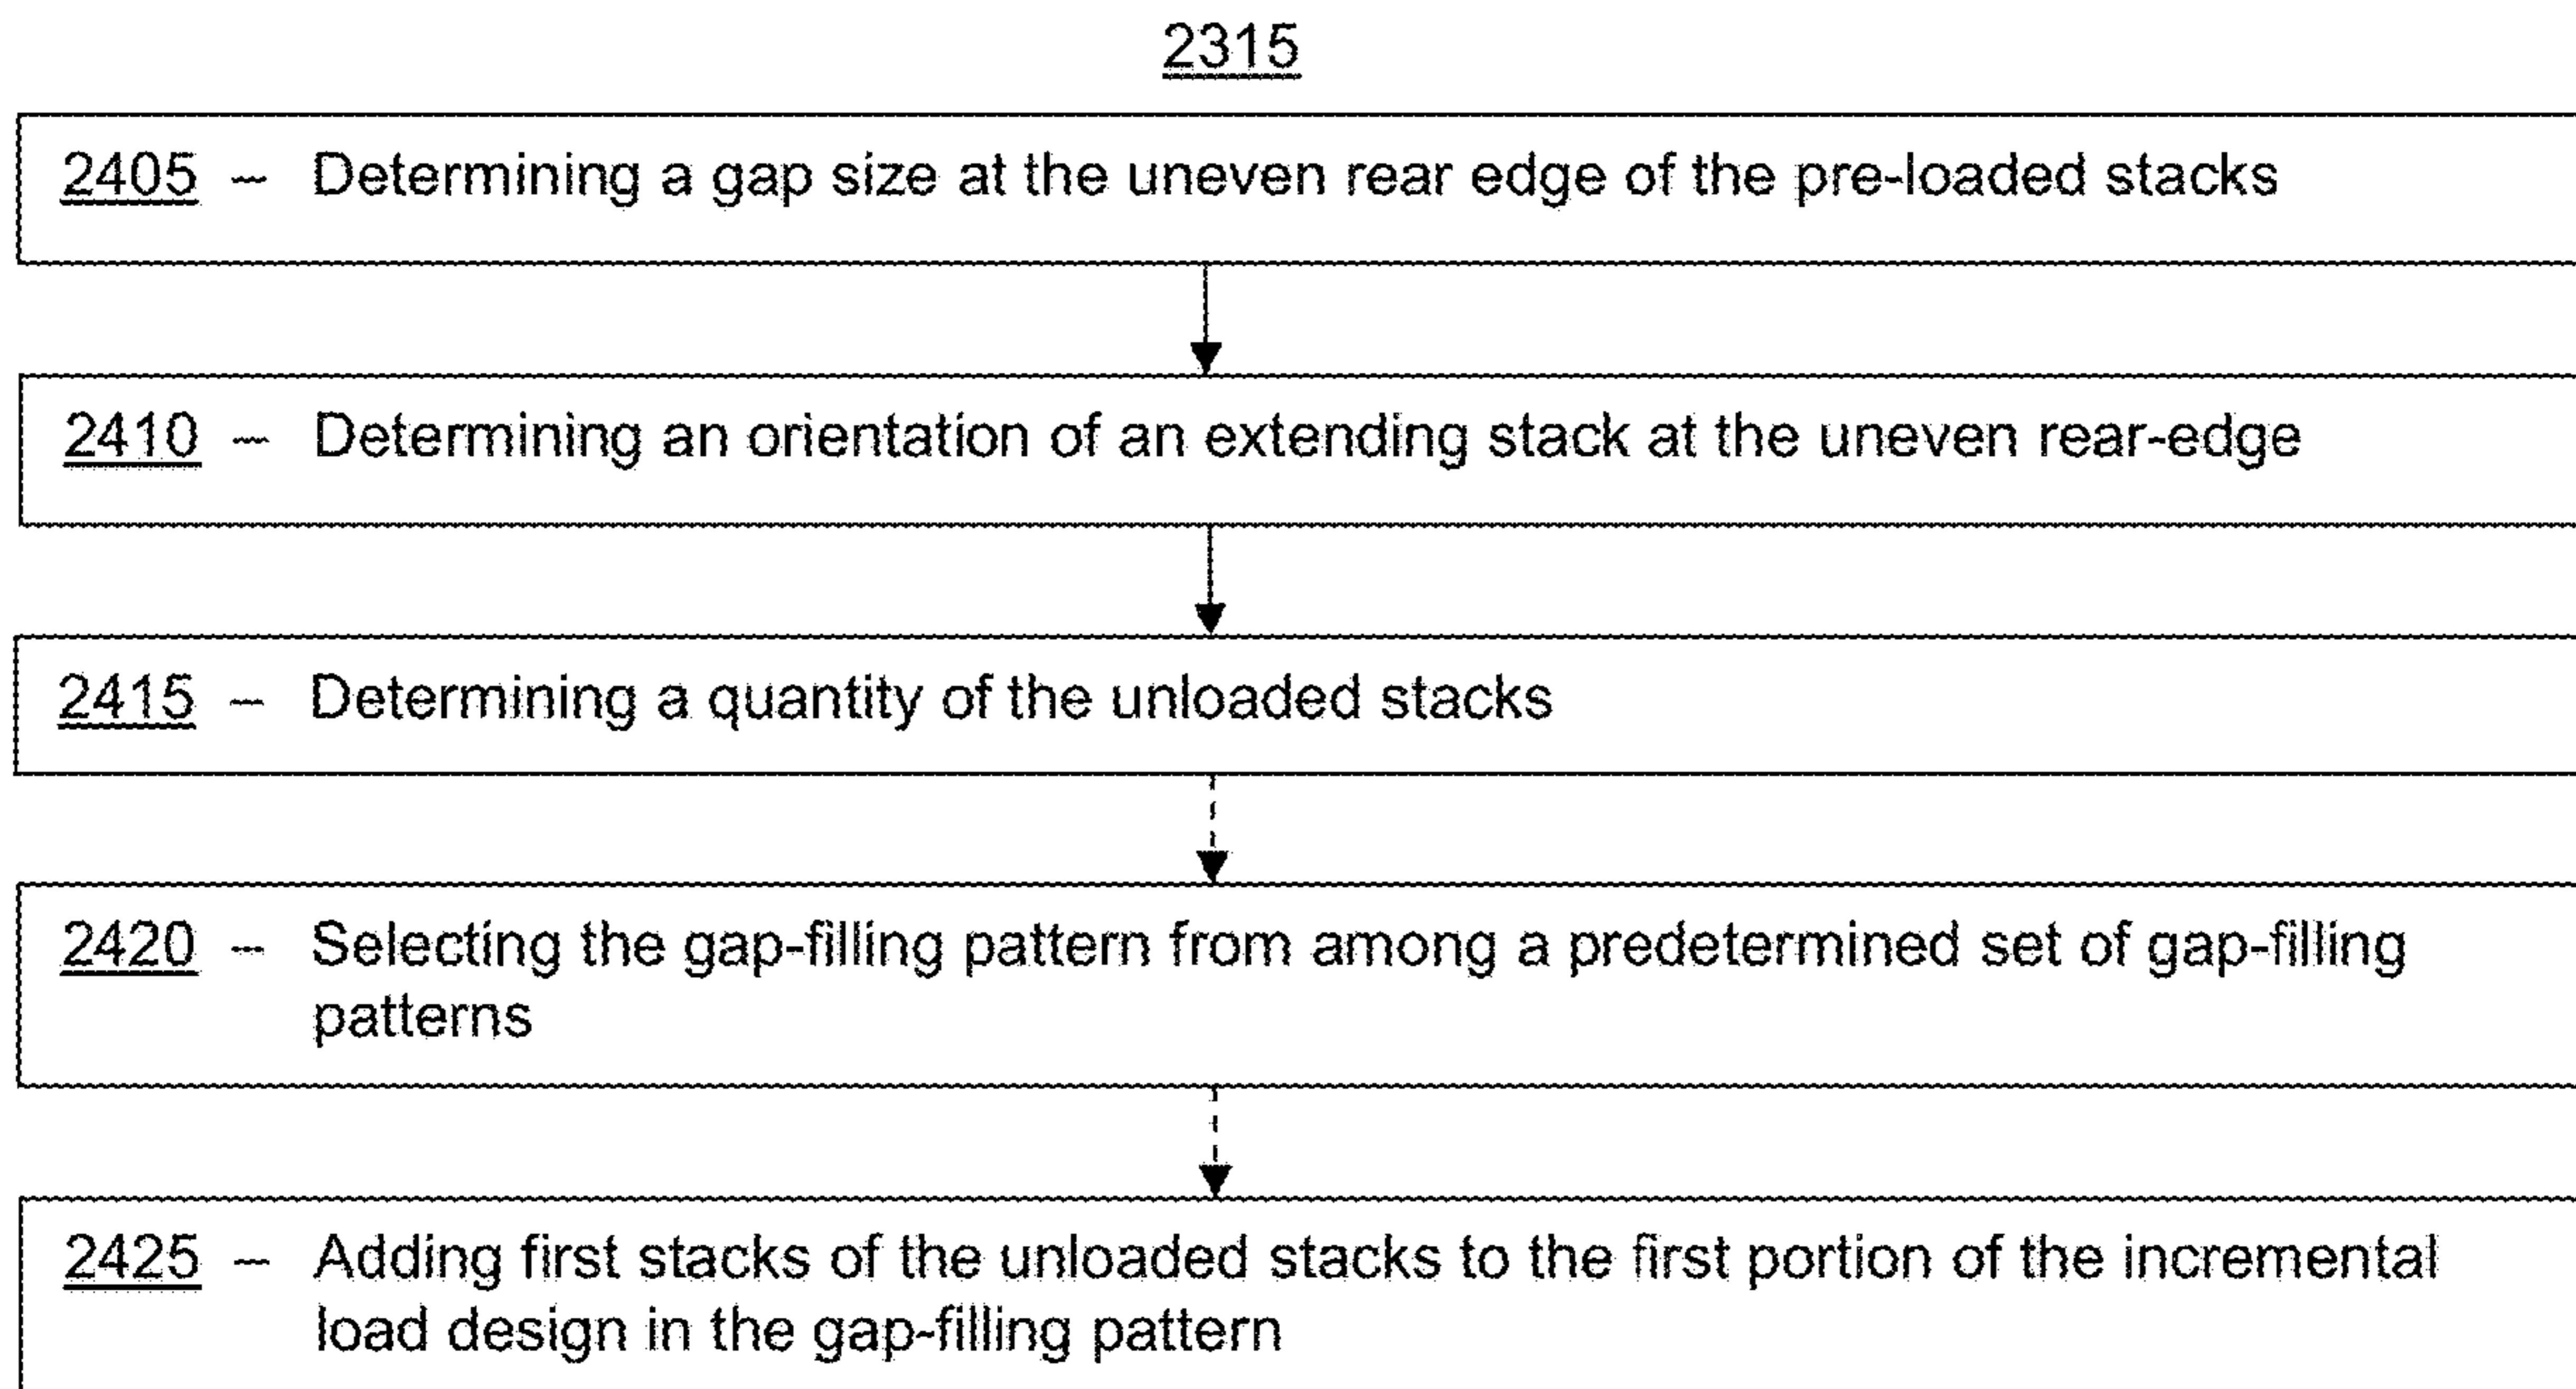 2315
2405 – Determining a gap size at the uneven rear edge of the pre-loaded stacks
2410 – Determining an orientation of an extending stack at the uneven rear-edge
2415 – Determining a quantity of the unloaded stacks
2420 – Selecting the gap-filling pattern from among a predetermined set of gap-filling
patterns
2425 – Adding first stacks of the unloaded stacks to the first portion of the incremental
load design in the gap-filling pattern